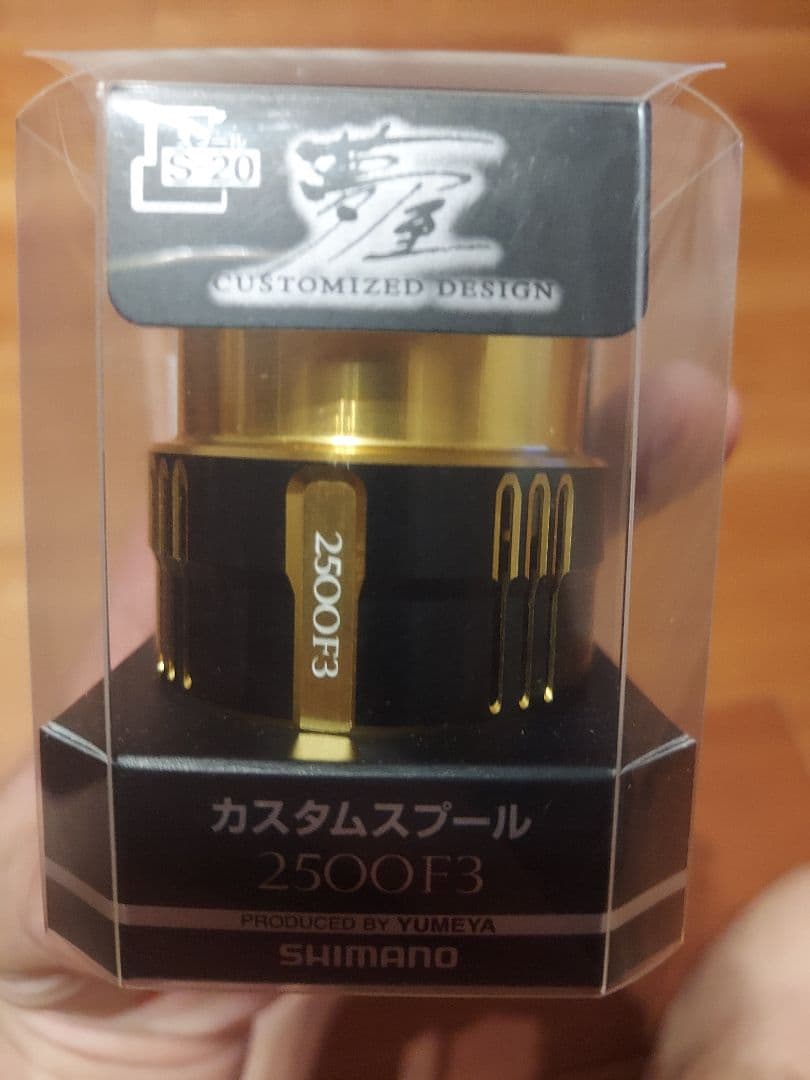 S-20
夢屋
CUSTOMIZED DESIGN
2500F3
カスタムスプール
2500F3
PRODUCED BY YUMEYA
SHIMANO